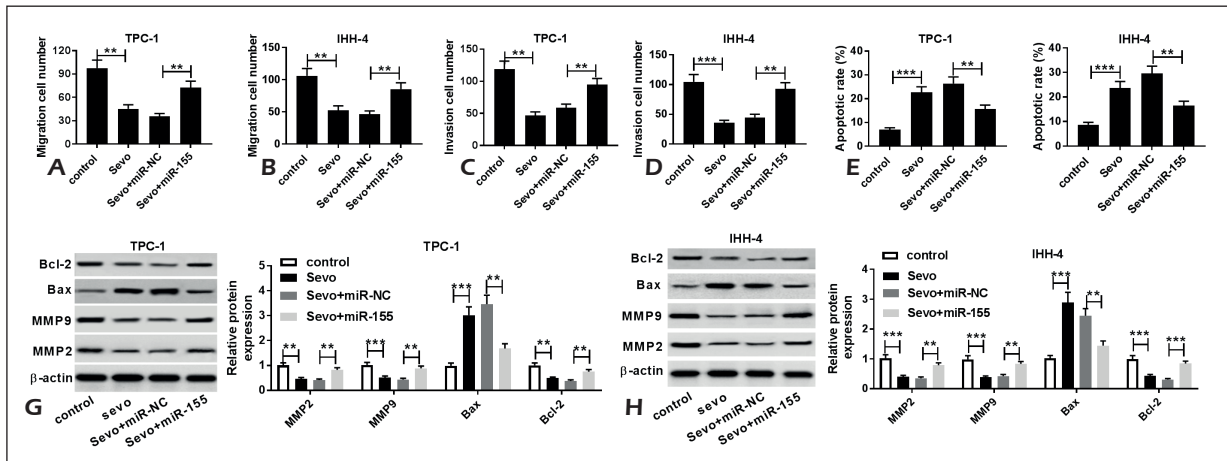 TPC-1
Migration cell number
120
90
60
30
0
**
**
control
Sevo
Sevo+miR-NC
Sevo+miR-155
A
IHH-4
Migration cell number
150
100
50
0
**
**
control
Sevo
Sevo+miR-NC
Sevo+miR-155
B
TPC-1
Invasion cell number
150
120
90
60
30
0
**
**
control
Sevo
Sevo+miR-NC
Sevo+miR-155
C
IHH-4
Invasion cell number
150
125
100
75
50
25
0
***
**
control
Sevo
Sevo+miR-NC
Sevo+miR-155
D
TPC-1
Apoptotic rate (%)
40
30
20
10
0
***
**
control
Sevo
Sevo+miR-NC
Sevo+miR-155
E
IHH-4
Apoptotic rate (%)
40
30
20
10
0
***
**
control
Sevo
Sevo+miR-NC
Sevo+miR-155
TPC-1
Bcl-2
Bax
MMP9
MMP2
β-actin
control
sevo
Sevo+miR-NC
Sevo+miR-155
G
TPC-1
Relative protein
expression
5
4
3
2
1
0
control
Sevo
Sevo+miR-NC
Sevo+miR-155
** **
*** **
*** **
** **
MMP2
MMP9
Bax
Bcl-2
IHH-4
Bcl-2
Bax
MMP9
MMP2
β-actin
control
sevo
Sevo+miR-NC
Sevo+miR-155
H
IHH-4
Relative protein
expression
4
3
2
1
0
control
Sevo
Sevo+miR-NC
Sevo+miR-155
*** **
*** **
*** **
*** ***
MMP2
MMP9
Bax
Bcl-2